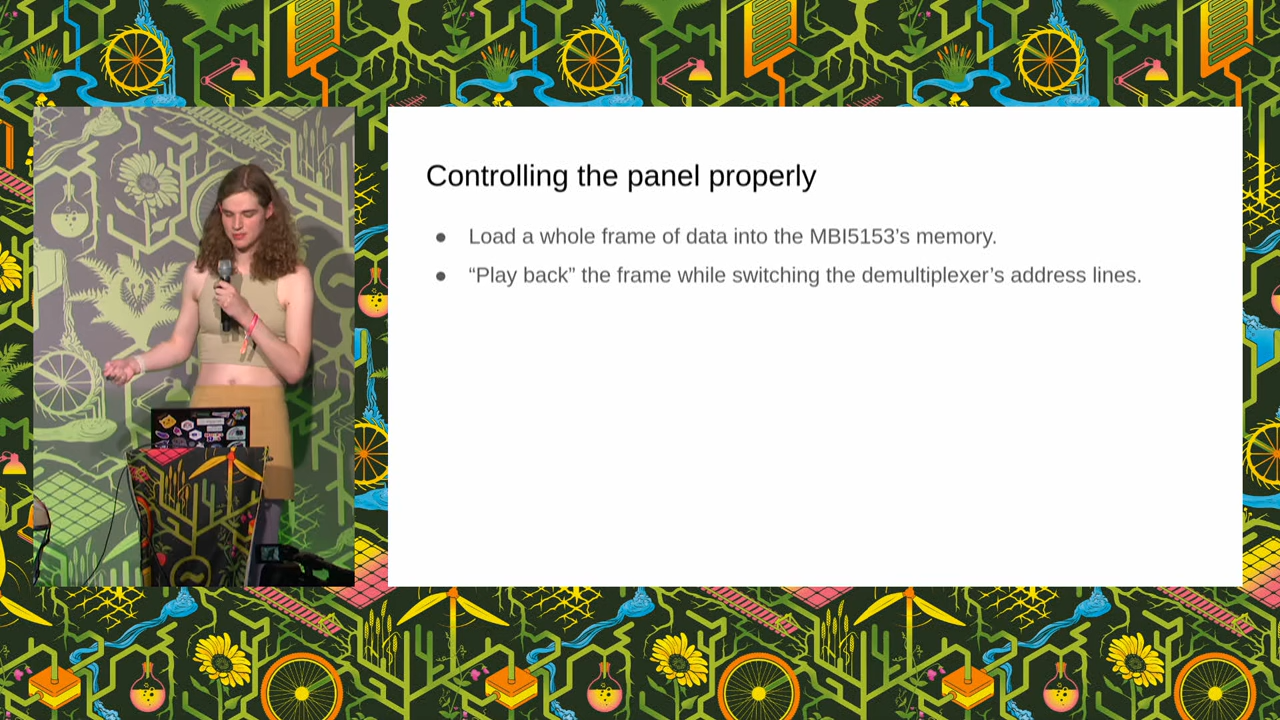 Controlling the panel properly
● Load a whole frame of data into the MBI5153’s memory.
● “Play back” the frame while switching the demultiplexer’s address lines.